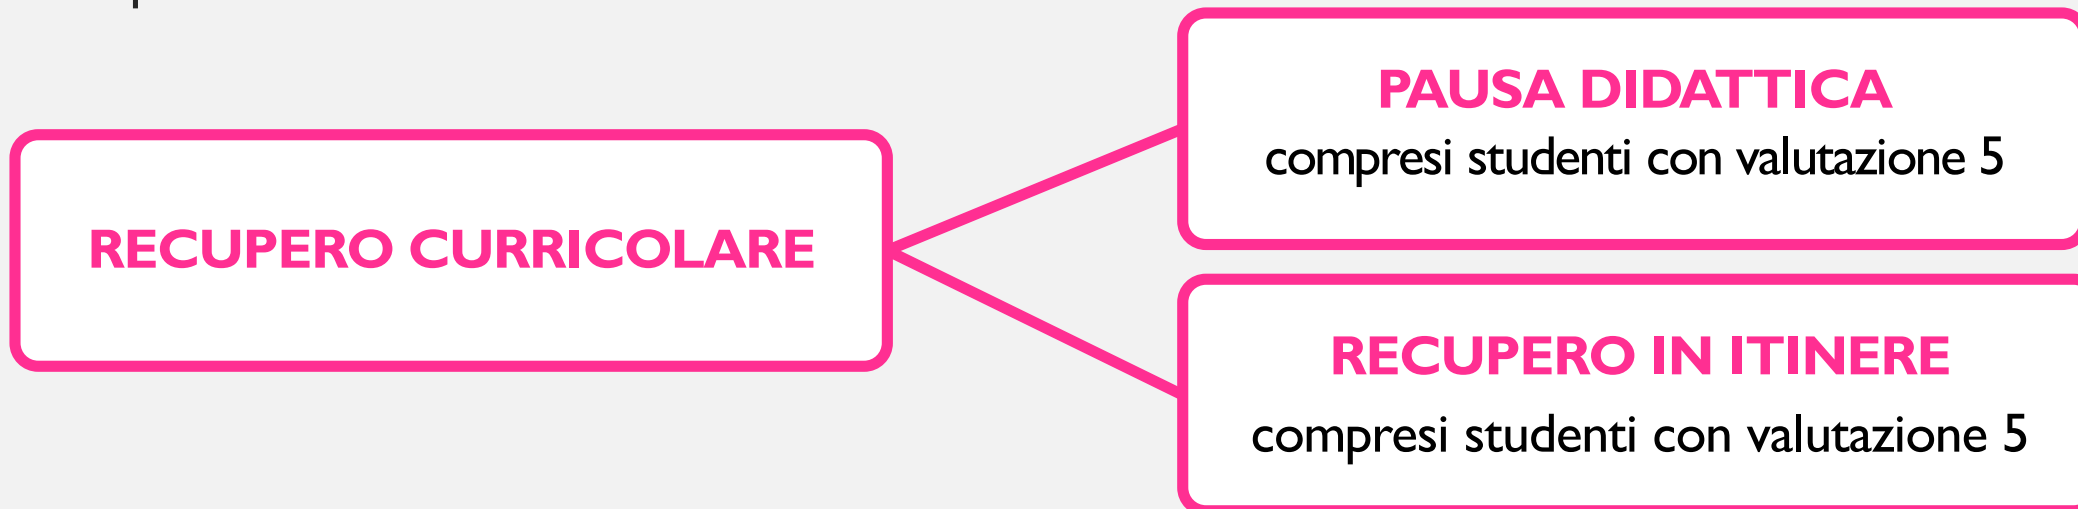 RECUPERO CURRICOLARE
PAUSA DIDATTICA
compresi studenti con valutazione 5
RECUPERO IN ITINERE
compresi studenti con valutazione 5